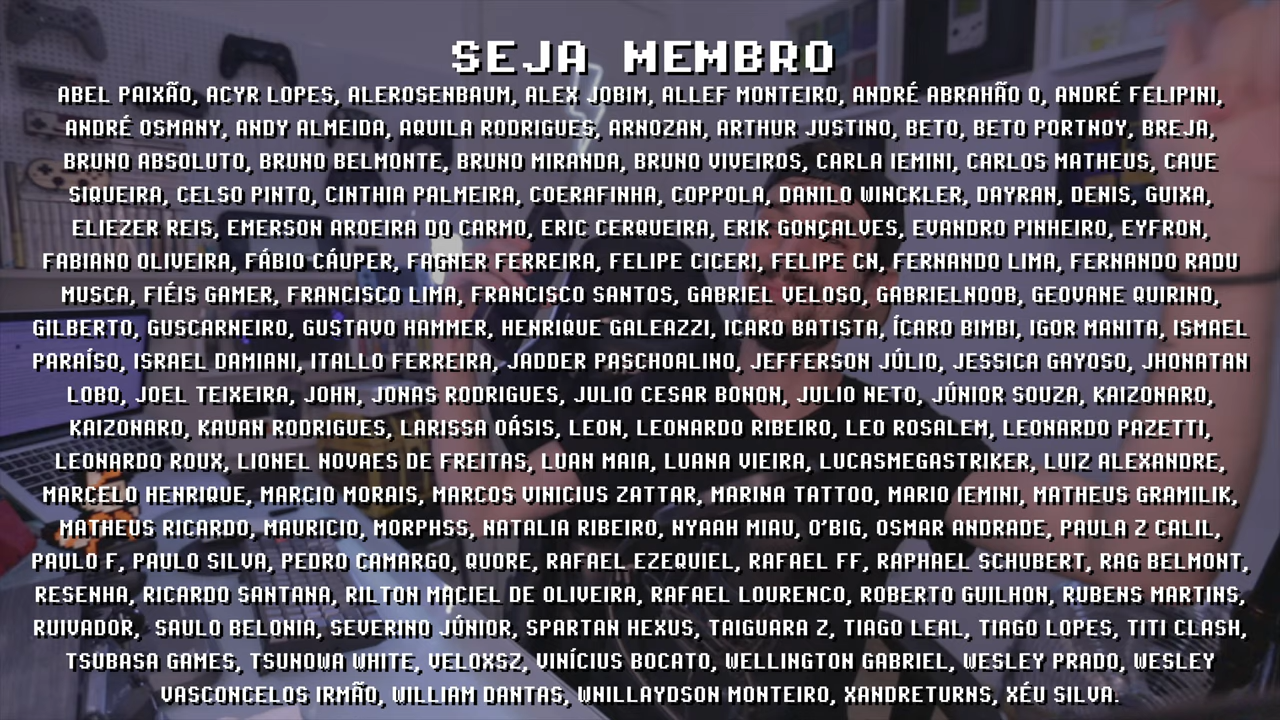 SEJA MEMBRO
ABEL PAIXÃO, ACYR LOPES, ALEROSENBAUM, ALEX JOBIM, ALLEF MONTEIRO, ANDRÉ ABRAHÃO O, ANDRÉ FELIPINI,
ANDRÉ OSMANY, ANDY ALMEIDA, AQUILA RODRIGUES, ARNOZAN, ARTHUR JUSTINO, BETO, BETO PORTNOY, BREJA,
BRUNO ABSOLUTO, BRUNO BELMONTE, BRUNO MIRANDA, BRUNO VIVEIROS, CARLA IEMINI, CARLOS MATHEUS, CAUE
SIQUEIRA, CELSO PINTO, CINTHIA PALMEIRA, COERAFINHA, COPPOLA, DANILO WINCKLER, DAYRAN, DENIS, GUIXA,
ELIEZER REIS, EMERSON AROEIRA DO CARMO, ERIC CERQUEIRA, ERIK GONÇALVES, EVANDRO PINHEIRO, EYFRON,
FABIANO OLIVEIRA, FÁBIO CÁUPER, FAGNER FERREIRA, FELIPE CICERI, FELIPE CN, FERNANDO LIMA, FERNANDO RADU
MUSCA, FIÉIS GAMER, FRANCISCO LIMA, FRANCISCO SANTOS, GABRIEL VELOSO, GABRIELNOOB, GEOVANE QUIRINO,
GILBERTO, GUSCARNEIRO, GUSTAVO HAMMER, HENRIQUE GALEAZZI, ICARO BATISTA, ÍCARO BIMBI, IGOR MANITA, ISMAEL
PARAÍSO, ISRAEL DAMIANI, ITALLO FERREIRA, JADDER PASCHOALINO, JEFFERSON JÚLIO, JESSICA GAYOSO, JHONATAN
LOBO, JOEL TEIXEIRA, JOHN, JONAS RODRIGUES, JULIO CESAR BONON, JULIO NETO, JÚNIOR SOUZA, KAIZONARO,
KAIZONARO, KAUAN RODRIGUES, LARISSA OÁSIS, LEON, LEONARDO RIBEIRO, LEO ROSALEM, LEONARDO PAZETTI,
LEONARDO ROUX, LIONEL NOVAES DE FREITAS, LUAN MAIA, LUANA VIEIRA, LUCASMEGASTRIKER, LUIZ ALEXANDRE,
MARCELO HENRIQUE, MARCIO MORAIS, MARCOS VINICIUS ZATTAR, MARINA TATTOO, MARIO IEMINI, MATHEUS GRAMILIK,
MATHEUS RICARDO, MAURICIO, MORPHSS, NATALIA RIBEIRO, NYAAH MIAU, O'BIG, OSMAR ANDRADE, PAULA Z CALIL,
PAULO F, PAULO SILVA, PEDRO CAMARGO, QUORE, RAFAEL EZEQUIEL, RAFAEL FF, RAPHAEL SCHUBERT, RAG BELMONT,
RESENHA, RICARDO SANTANA, RILTON MACIEL DE OLIVEIRA, RAFAEL LOURENCO, ROBERTO GUILHON, RUBENS MARTINS,
RUIVADOR, SAULO BELONIA, SEVERINO JÚNIOR, SPARTAN HEXUS, TAIGUARA Z, TIAGO LEAL, TIAGO LOPES, TITI CLASH,
TSUBASA GAMES, TSUNOWA WHITE, VELOXSZ, VINÍCIUS BOCATO, WELLINGTON GABRIEL, WESLEY PRADO, WESLEY
VASCONCELOS IRMÃO, WILLIAM DANTAS, WNILLAYDSON MONTEIRO, XANDRETURNS, XÉU SILVA.